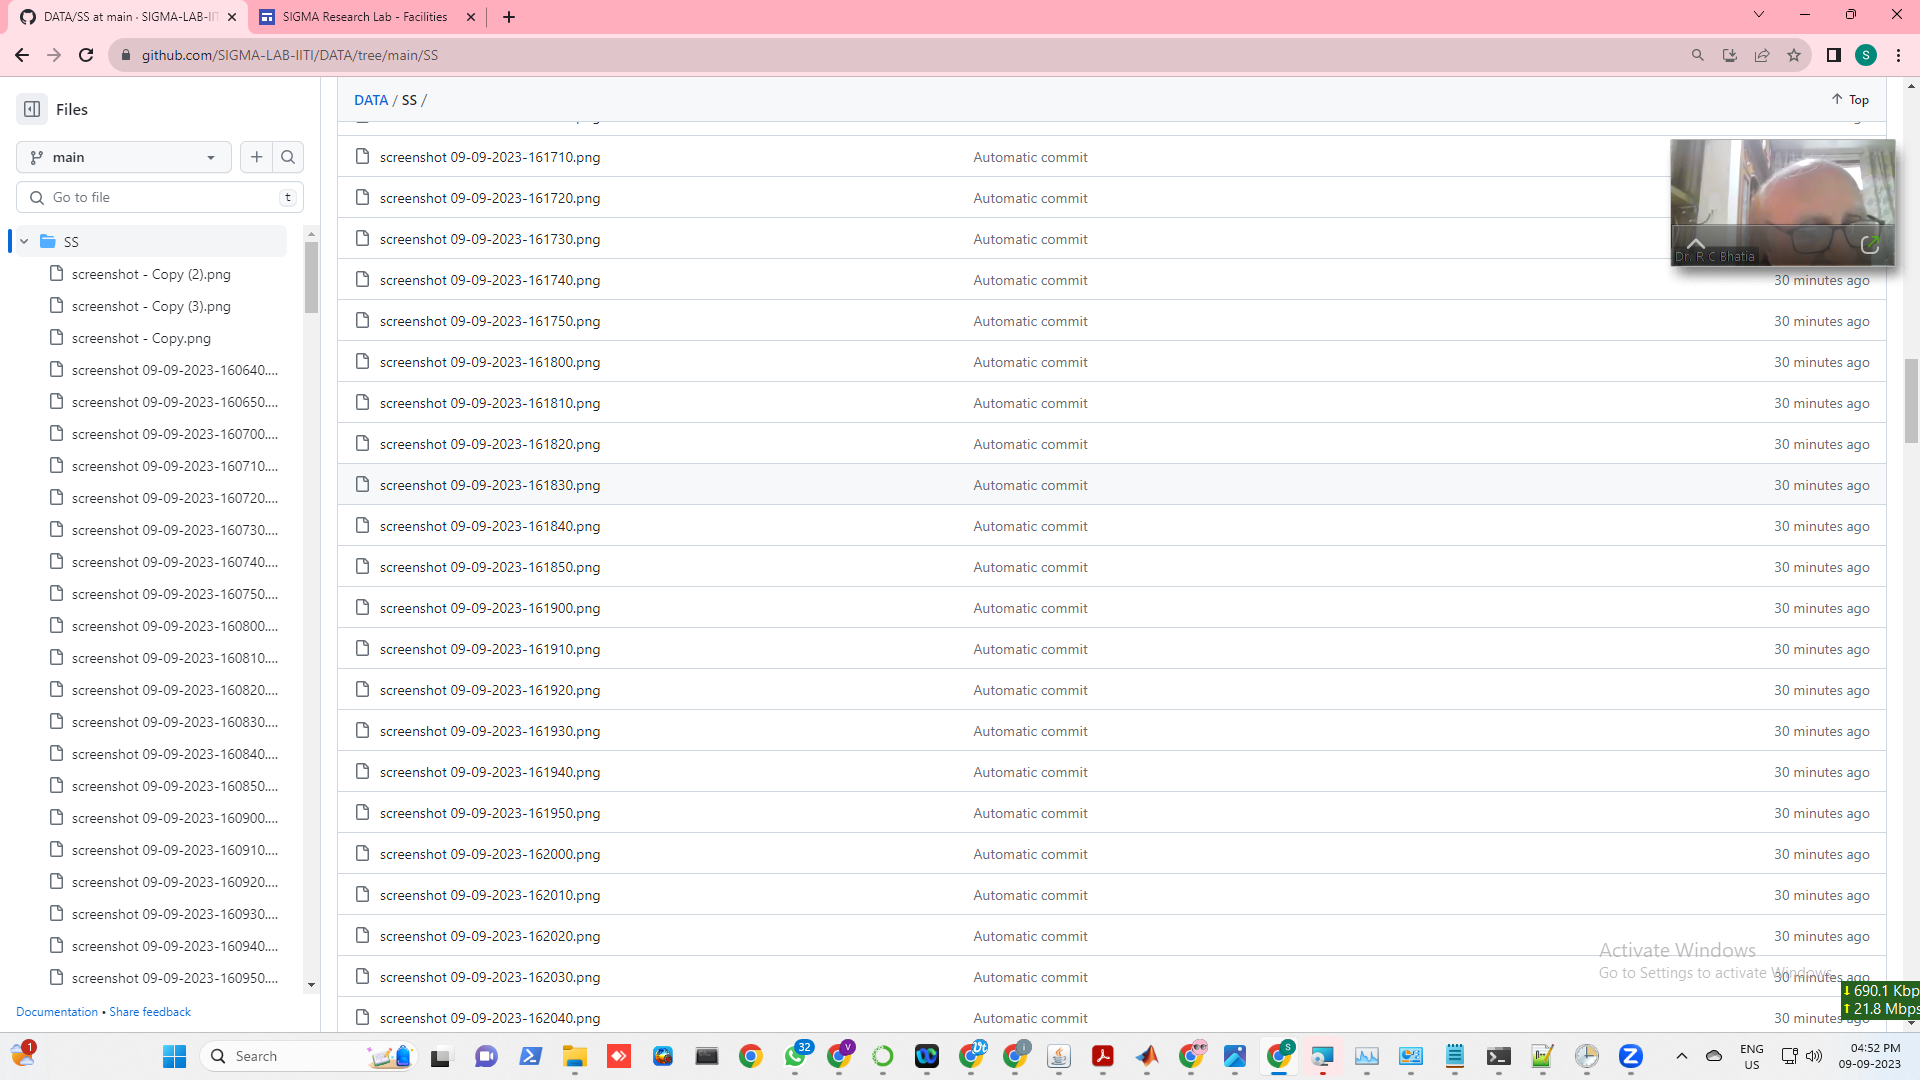 DATA/SS at main · SIGMA-LAB-IIT
SIGMA Research Lab - Facilities
github.com/SIGMA-LAB-IITI/DATA/tree/main/SS
S
Files
main
Go to file
t
SS
screenshot - Copy (2).png
screenshot - Copy (3).png
screenshot - Copy.png
screenshot 09-09-2023-160640....
screenshot 09-09-2023-160650....
screenshot 09-09-2023-160700....
screenshot 09-09-2023-160710....
screenshot 09-09-2023-160720....
screenshot 09-09-2023-160730....
screenshot 09-09-2023-160740....
screenshot 09-09-2023-160750....
screenshot 09-09-2023-160800....
screenshot 09-09-2023-160810....
screenshot 09-09-2023-160820....
screenshot 09-09-2023-160830....
screenshot 09-09-2023-160840....
screenshot 09-09-2023-160850....
screenshot 09-09-2023-160900....
screenshot 09-09-2023-160910....
screenshot 09-09-2023-160920....
screenshot 09-09-2023-160930....
screenshot 09-09-2023-160940....
screenshot 09-09-2023-160950....
Documentation • Share feedback
DATA / SS /
Top
screenshot 09-09-2023-161710.png Automatic commit
screenshot 09-09-2023-161720.png Automatic commit
screenshot 09-09-2023-161730.png Automatic commit
screenshot 09-09-2023-161740.png Automatic commit 30 minutes ago
screenshot 09-09-2023-161750.png Automatic commit 30 minutes ago
screenshot 09-09-2023-161800.png Automatic commit 30 minutes ago
screenshot 09-09-2023-161810.png Automatic commit 30 minutes ago
screenshot 09-09-2023-161820.png Automatic commit 30 minutes ago
screenshot 09-09-2023-161830.png Automatic commit 30 minutes ago
screenshot 09-09-2023-161840.png Automatic commit 30 minutes ago
screenshot 09-09-2023-161850.png Automatic commit 30 minutes ago
screenshot 09-09-2023-161900.png Automatic commit 30 minutes ago
screenshot 09-09-2023-161910.png Automatic commit 30 minutes ago
screenshot 09-09-2023-161920.png Automatic commit 30 minutes ago
screenshot 09-09-2023-161930.png Automatic commit 30 minutes ago
screenshot 09-09-2023-161940.png Automatic commit 30 minutes ago
screenshot 09-09-2023-161950.png Automatic commit 30 minutes ago
screenshot 09-09-2023-162000.png Automatic commit 30 minutes ago
screenshot 09-09-2023-162010.png Automatic commit 30 minutes ago
screenshot 09-09-2023-162020.png Automatic commit 30 minutes ago
screenshot 09-09-2023-162030.png Automatic commit 30 minutes ago
screenshot 09-09-2023-162040.png Automatic commit 30 minutes
Dr. R C Bhatia
Activate Windows
Go to Settings to activate Windows.
690.1 Kbp
21.8 Mbps
1
Search
32
V
S
ENG
US
04:52 PM
09-09-2023